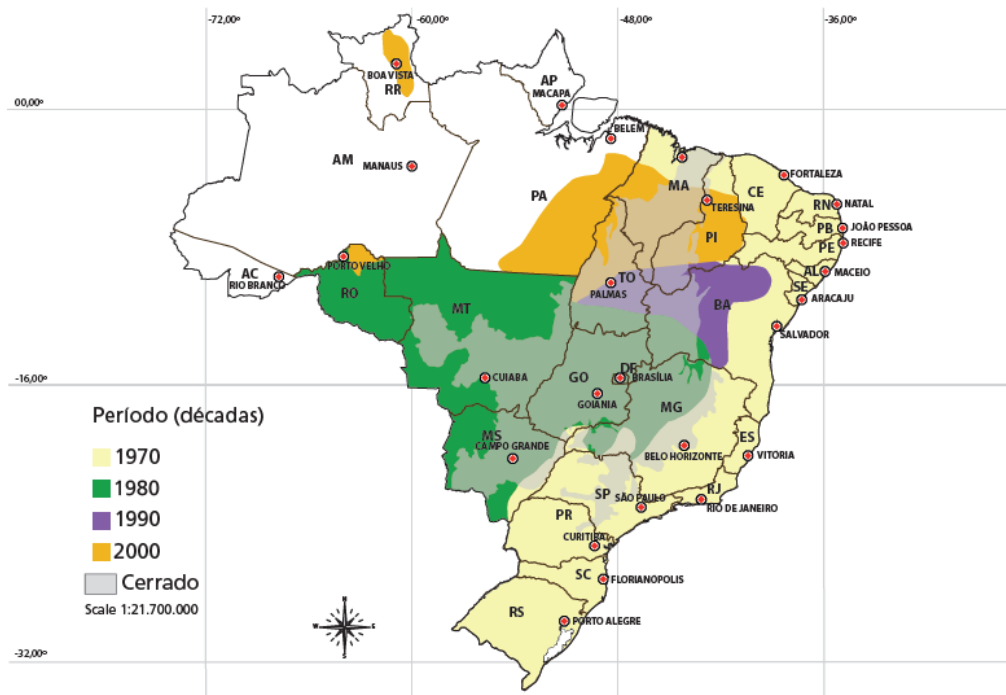 -72,00°
-60,00°
-48,00°
-36,00°
BOA VISTA
RR
AP
MACAPA
00,00°
BELEM
AM
MANAUS
PA
MA
CE
FORTALEZA
TERESINA
RN
NATAL
PB
JOÃO PESSOA
PI
PE
RECIFE
PORTO VELHO
AC
RIO BRANCO
RO
TO
PALMAS
AL
MACEIO
SE
ARACAJU
MT
BA
SALVADOR
-16,00°
CUIABA
GO
GOIANIA
DF
BRASÍLIA
MG
Período (décadas)
1970
1980
1990
2000
Cerrado
Scale 1:21.700.000
MS
CAMPO GRANDE
BELO HORIZONTE
ES
VITORIA
SP
SÃO PAULO
RJ
RIO DE JANEIRO
PR
CURITIBA
SC
FLORIANOPOLIS
RS
PORTO ALEGRE
N
W
E
S
-32,00°